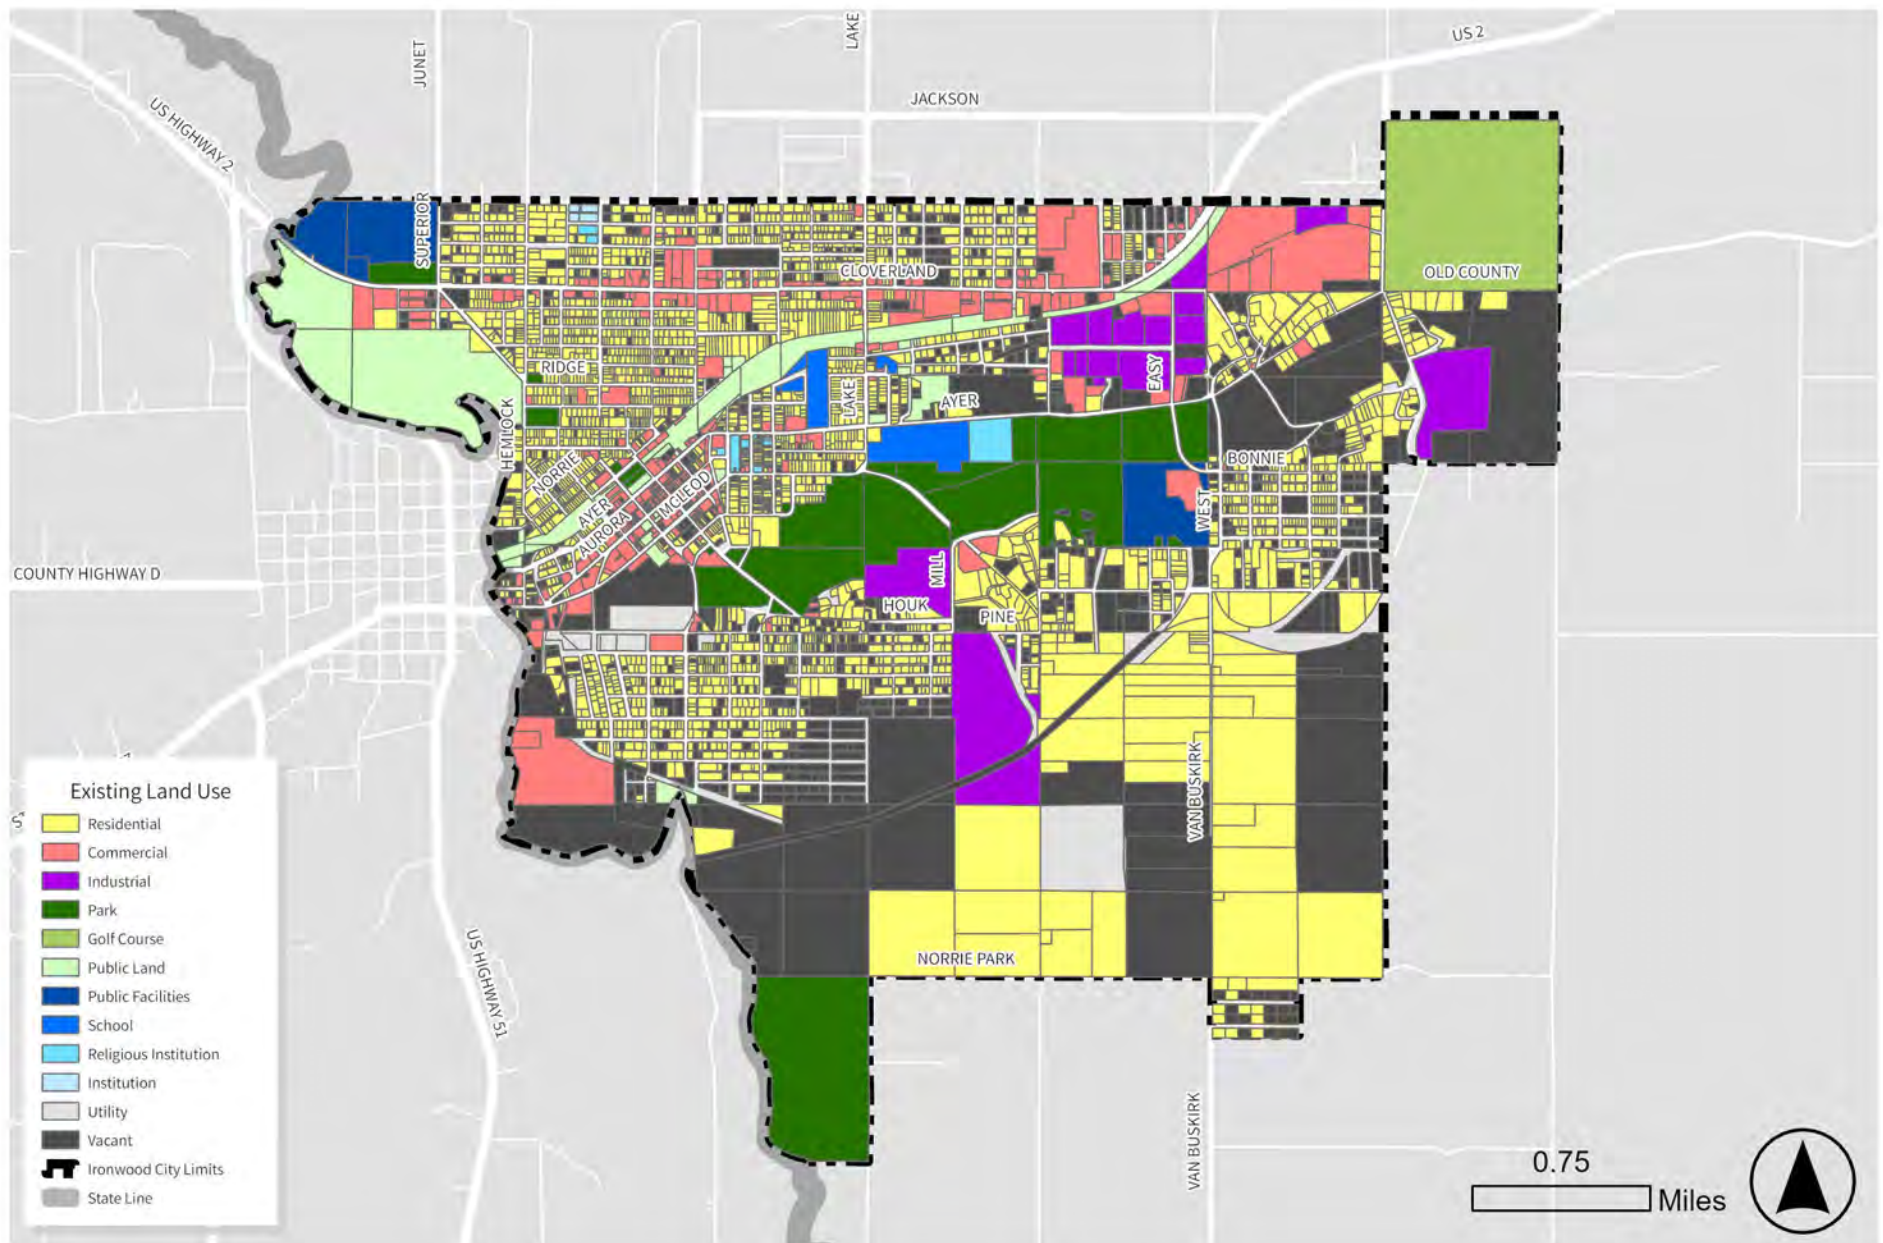 JUNET
LAKE
US 2
JACKSON
US HIGHWAY 2
SUPERIOR
CLOVERLAND
OLD COUNTY
RIDGE
EASY
LAKE
AYER
HEMLOCK
BONNIE
NORRIE
MCLEOD
AYER
WEST
AURORA
MILL
COUNTY HIGHWAY D
HOUK
PINE
VAN BUSKIRK
NORRIE PARK
US HIGHWAY 51
VAN BUSKIRK
Existing Land Use
Residential
Commercial
Industrial
Park
Golf Course
Public Land
Public Facilities
School
Religious Institution
Institution
Utility
Vacant
Ironwood City Limits
State Line
0.75
Miles